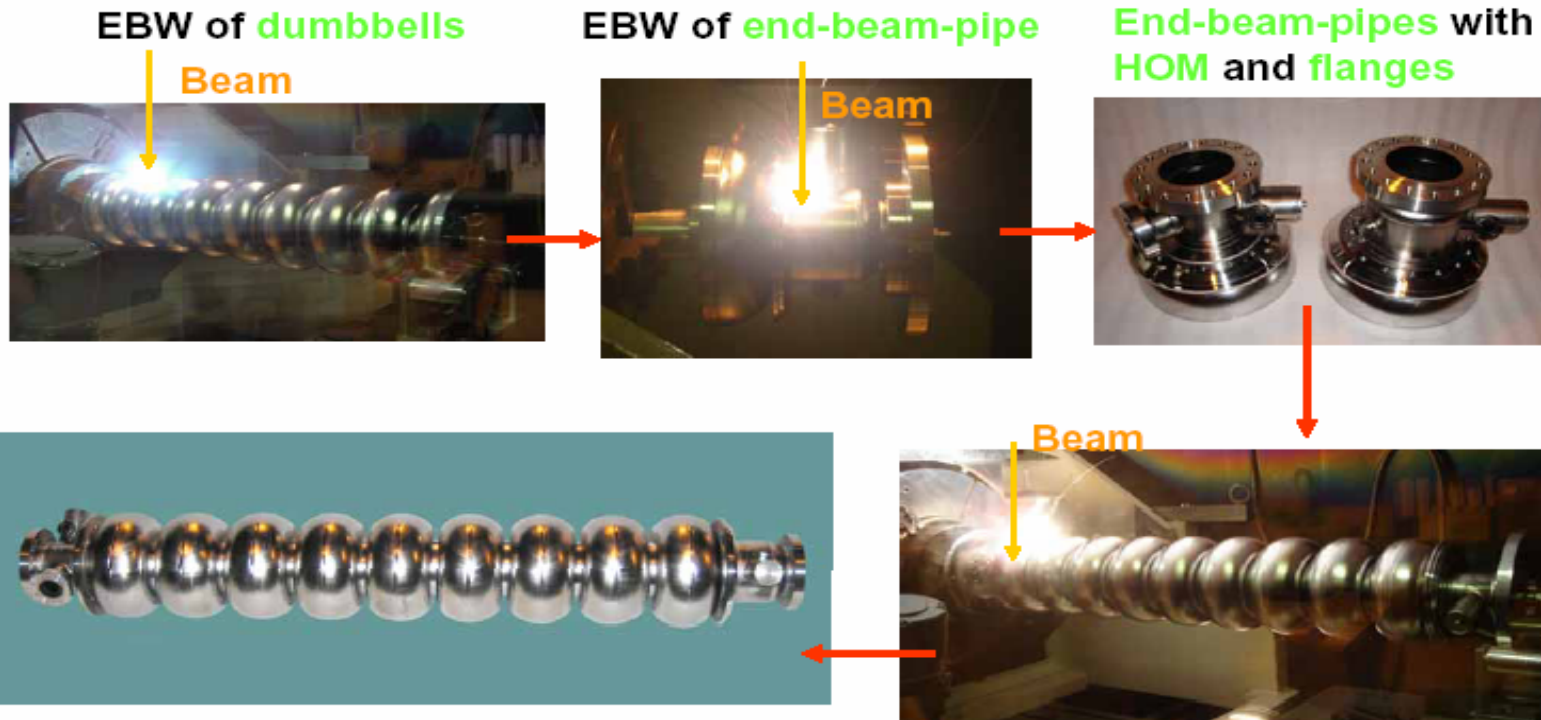 EBW of dumbbells
Beam
EBW of end-beam-pipe
Beam
End-beam-pipes with
HOM and flanges
Beam